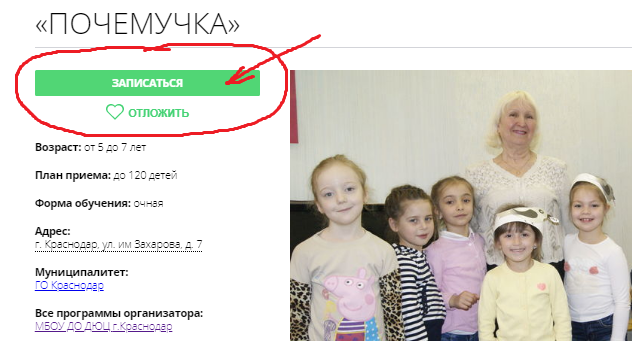 «ПОЧЕМУЧКА»
ЗАПИСАТЬСЯ
ОТЛОЖИТЬ
Возраст: от 5 до 7 лет
План приема: до 120 детей
Форма обучения: очная
Адрес:
г. Краснодар, ул. им Захарова, д. 7
Муниципалитет:
ГО Краснодар
Все программы организатора:
МБОУ ДО ДЮЦ г.Краснодар